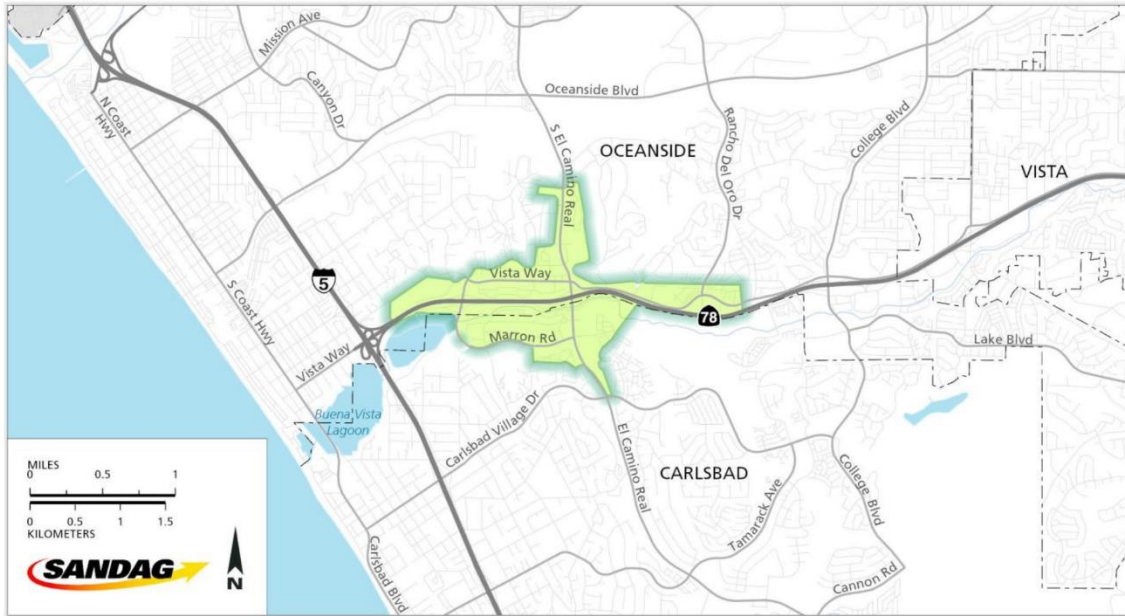 Mission Ave
Canyon Dr
N Coast
Hwy
Oceanside Blvd
S El Camino Real
OCEANSIDE
Rancho Del Oro Dr
College Blvd
VISTA
5
Vista Way
S Coast Hwy
78
Marron Rd
Lake Blvd
Vista Way
Buena Vista
Lagoon
Carlsbad Village Dr
El Camino Real
CARLSBAD
Tamarack Ave
College Blvd
Cannon Rd
Carlsbad Blvd
MILES
0 0.5 1
0 0.5 1 1.5
KILOMETERS
SANDAG
N